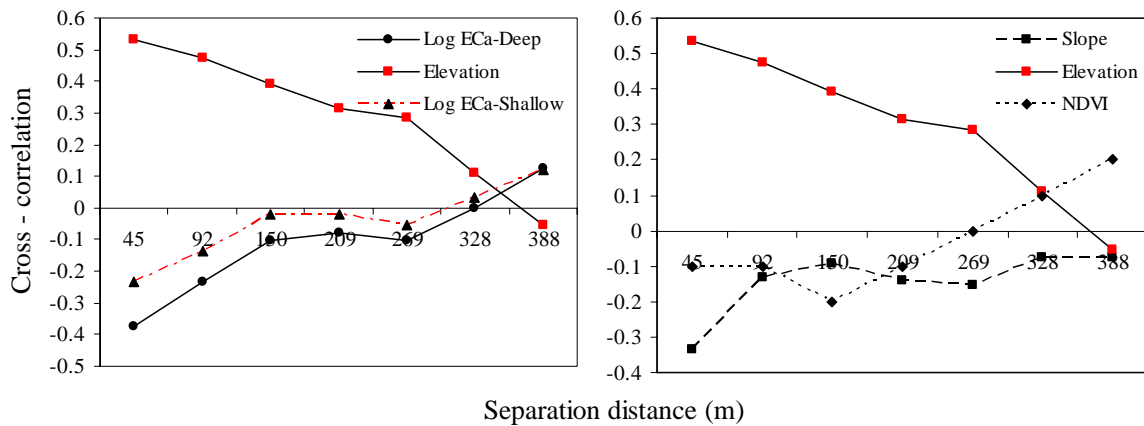 Cross - correlation
0.6
0.5
0.4
0.3
0.2
0.1
0
-0.1
-0.2
-0.3
-0.4
-0.5
Log ECa-Deep
Elevation
Log ECa-Shallow
45 92 150 209 269 328 388
0.6
0.5
0.4
0.3
0.2
0.1
0
-0.1
-0.2
-0.3
-0.4
Slope
Elevation
NDVI
45 92 150 209 269 328 388
Separation distance (m)